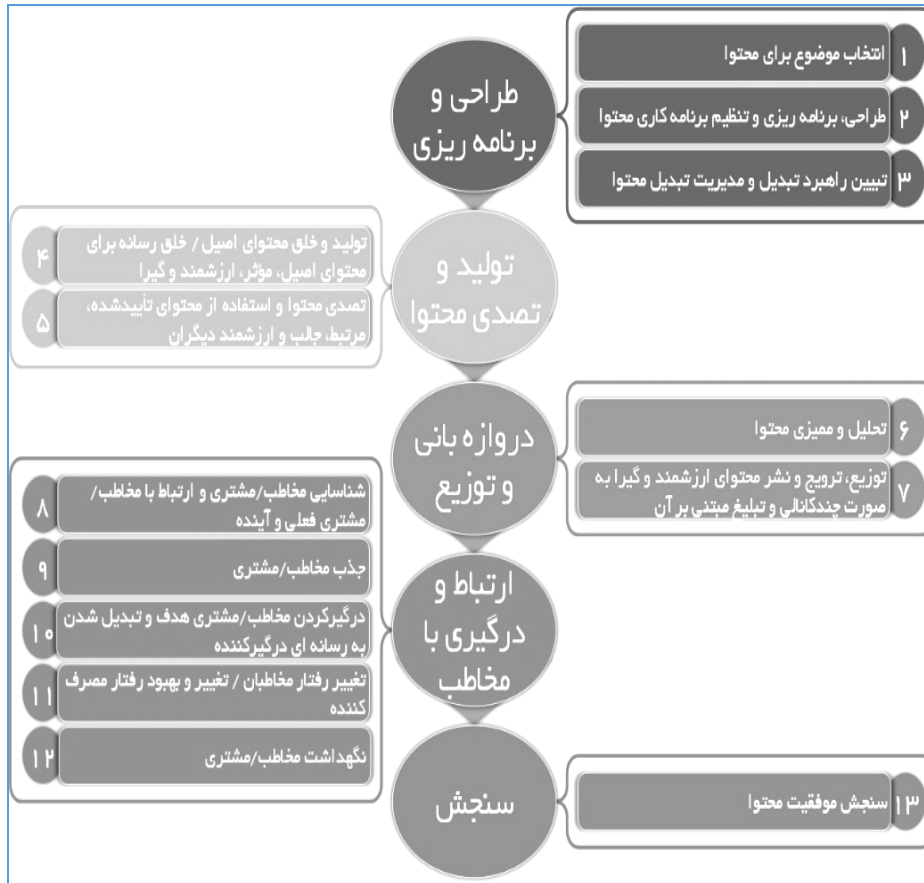 طراحی و
برنامه ریزی
۱
انتخاب موضوع برای محتوا
۲
طراحی، برنامه ریزی و تنظیم برنامه کاری محتوا
۳
تبیین راهبرد تبدیل و مدیریت تبدیل محتوا
تولید و
تصدی محتوا
۴
تولید و خلق محتوای اصیل / خلق رسانه برای
محتوای اصیل، مؤثر، ارزشمند و گیرا
۵
تصدی محتوا و استفاده از محتوای تأییدشده،
مرتبط، جالب و ارزشمند دیگران
دروازه بانی
و توزیع
۶
تحلیل و ممیزی محتوا
۷
توزیع، ترویج و نشر محتوای ارزشمند و گیرا به
صورت چندکانالی و تبلیغ مبتنی بر آن
ارتباط و
درگیری با
مخاطب
۸
شناسایی مخاطب/مشتری و ارتباط با مخاطب/
مشتری فعلی و آینده
۹
جذب مخاطب/مشتری
۱۰
درگیرکردن مخاطب/مشتری هدف و تبدیل شدن
به رسانه ای درگیرکننده
۱۱
تغییر رفتار مخاطبان / تغییر و بهبود رفتار مصرف
کننده
۱۲
نگهداشت مخاطب/مشتری
سنجش
۱۳
سنجش موفقیت محتوا